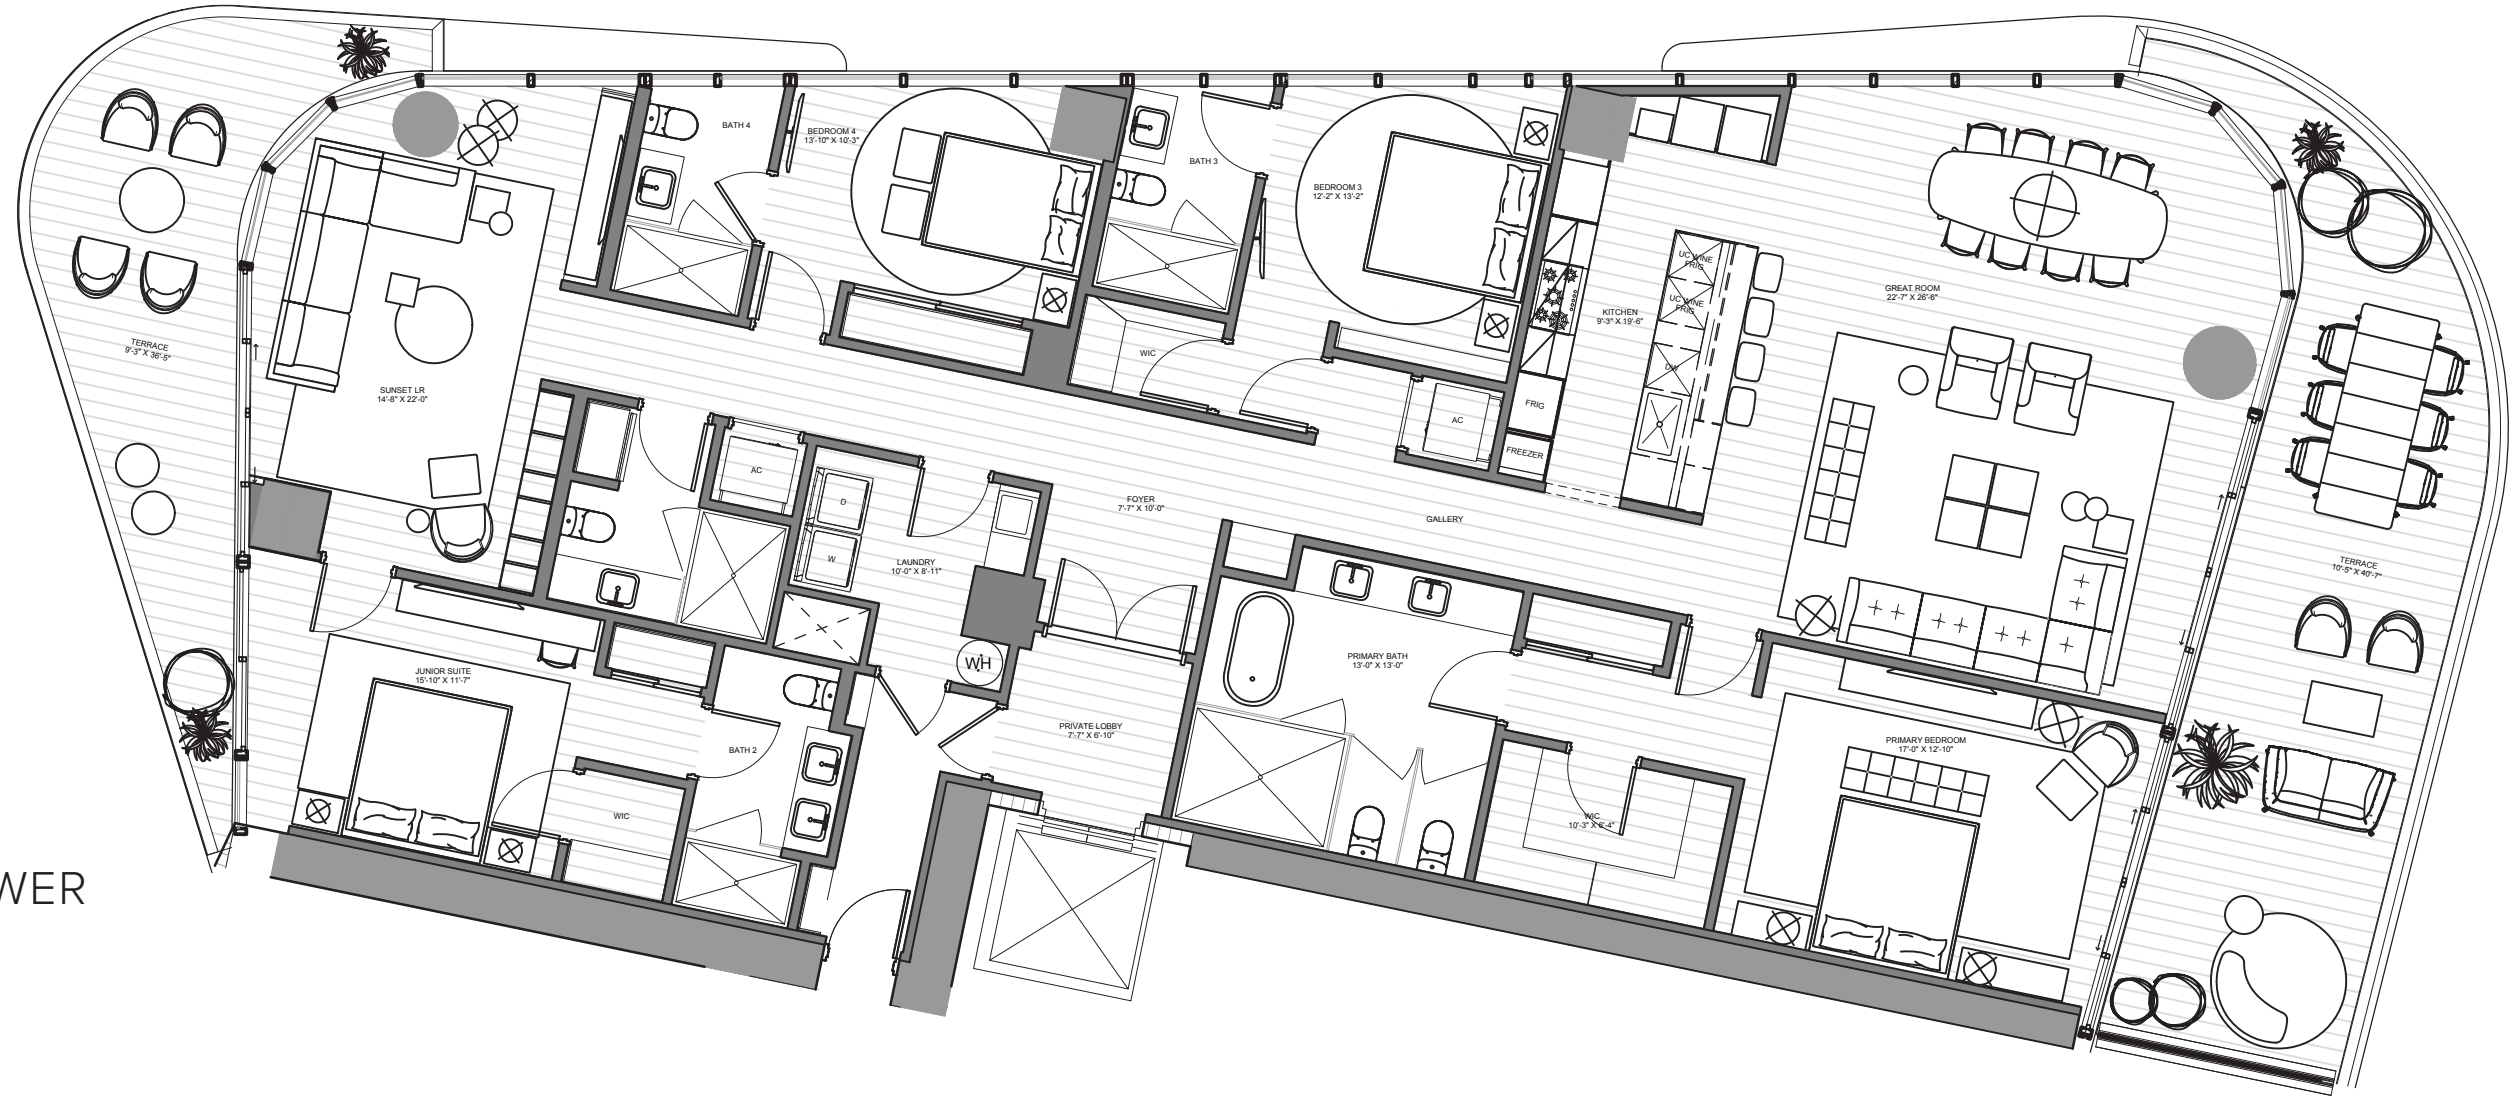 BATH 4
BEDROOM 4
13'-10" X 10'-3"
BATH 3
BEDROOM 3
12'-2" X 13'-2"
UC WINE
FRIG
UC WINE
FRIG
KITCHEN
9'-3" X 19'-6"
GREAT ROOM
22'-7" X 26'-6"
TERRACE
9'-3" X 36'-5"
SUNSET LR
14'-8" X 22'-0"
WIC
DW
FRIG
AC
FREEZER
AC
D
W
FOYER
7'-7" X 10'-0"
GALLERY
LAUNDRY
10'-0" X 8'-11"
TERRACE
10'-5" X 40'-7"
WH
JUNIOR SUITE
15'-10" X 11'-7"
PRIMARY BATH
13'-0" X 13'-0"
BATH 2
PRIVATE LOBBY
7'-7" X 6'-10"
PRIMARY BEDROOM
17'-0" X 12'-10"
WIC
WIC
10'-3" X 6'-4"
WER